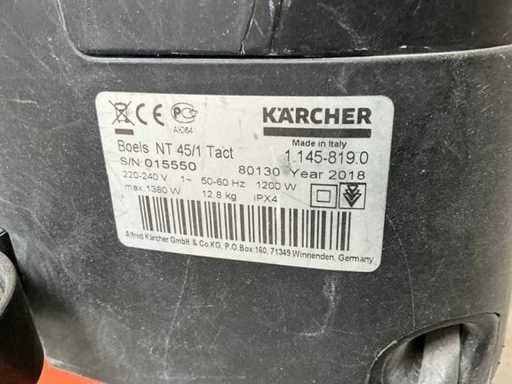 KÄRCHER
АЮ64
Made in Italy
Boels NT 45/1 Tact
1.145-819.0
S/N 015550
80130 Year 2018
220-240 V 1~ 50-60 Hz 1200 W
max 1380 W 12.8 kg IPX4
Alfred Kärcher GmbH & Co.KG, P.O.Box 160, 71349 Winnenden, Germany